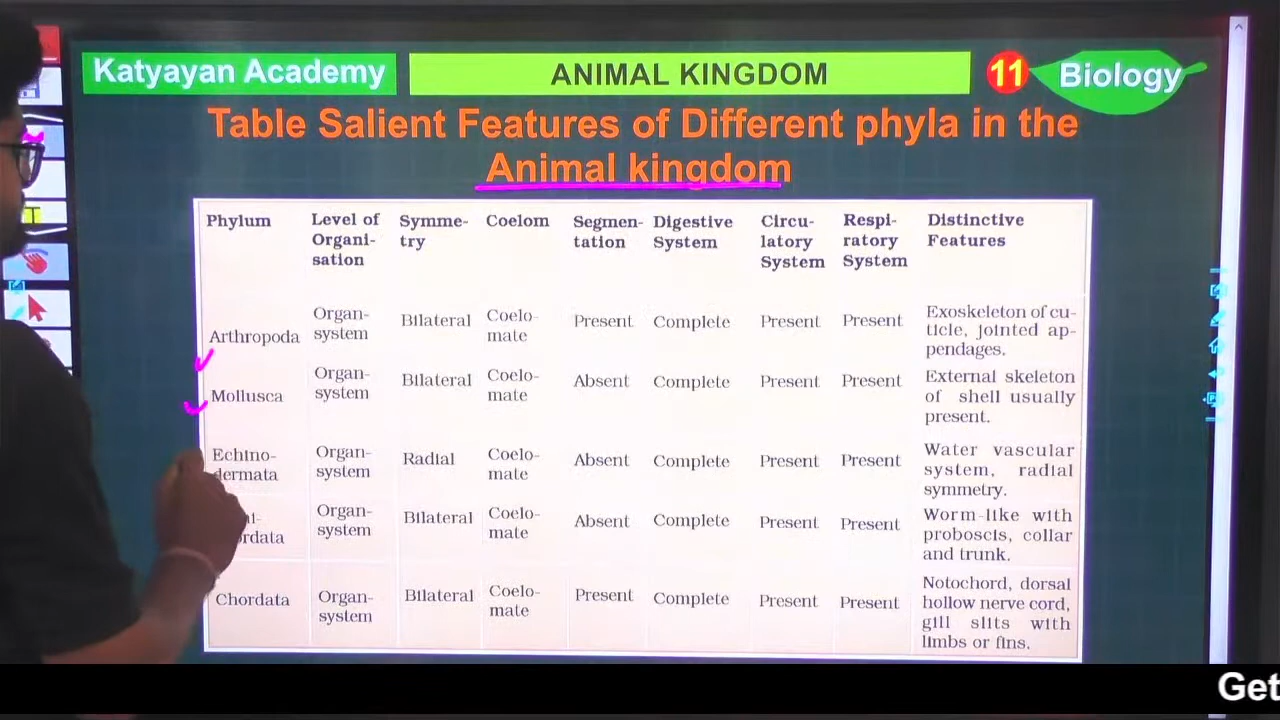 Katyayan Academy
ANIMAL KINGDOM
11
Biology
Table Salient Features of Different phyla in the
Animal kingdom
Phylum
Level of
Organi-
sation
Symme-
try
Coelom
Segmen-
tation
Digestive
System
Circu-
latory
System
Respi-
ratory
System
Distinctive
Features
Arthropoda
Organ-
system
Bilateral
Coelo-
mate
Present
Complete
Present
Present
Exoskeleton of cu-
ticle, jointed ap-
pendages.
Mollusca
Organ-
system
Bilateral
Coelo-
mate
Absent
Complete
Present
Present
External skeleton
of shell usually
present.
Echino-
dermata
Organ-
system
Radial
Coelo-
mate
Absent
Complete
Present
Present
Water vascular
system, radial
symmetry.
Organ-
system
Bilateral
Coelo-
mate
Absent
Complete
Present
Present
Worm-like with
proboscis, collar
and trunk.
Chordata
Organ-
system
Bilateral
Coelo-
mate
Present
Complete
Present
Present
Notochord, dorsal
hollow nerve cord,
gill slits with
limbs or fins.
Get